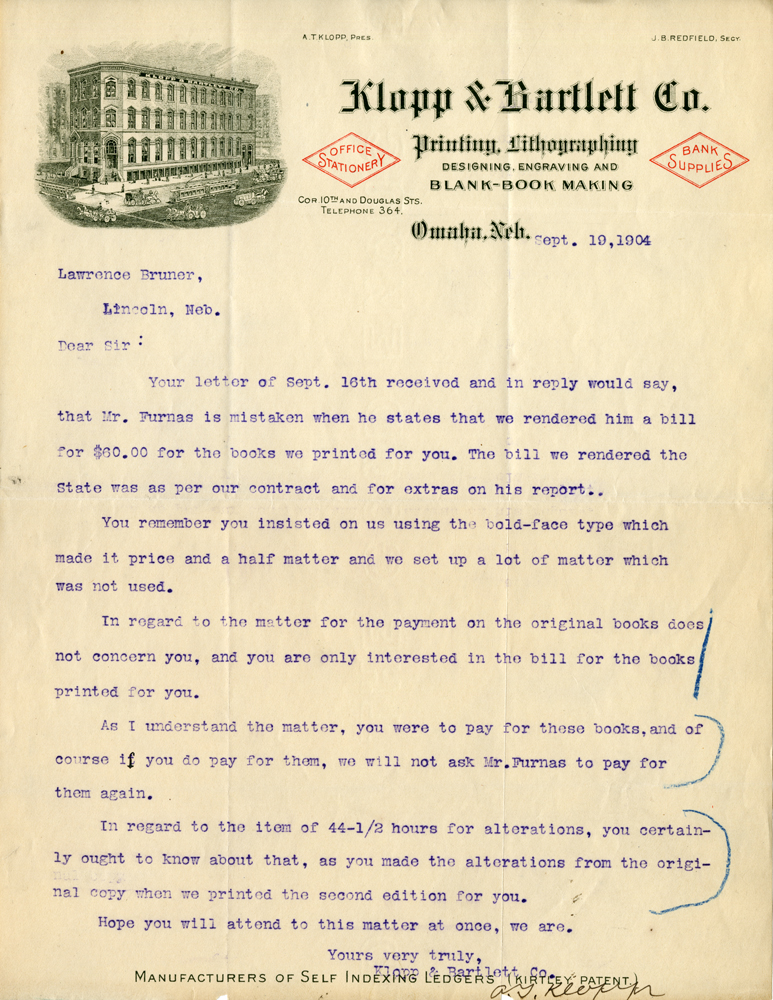 A.T. KLOPP, PRES. J.B. REDFIELD, SECY.
Klopp & Bartlett Co.
OFFICE STATIONERY
Printing, Lithographing
DESIGNING, ENGRAVING AND
BLANK-BOOK MAKING
BANK SUPPLIES
COR. 10TH AND DOUGLAS STS.
TELEPHONE 364.
Omaha, Neb. Sept. 19,1904
Lawrence Bruner,
Lincoln, Neb.
Dear Sir:
Your letter of Sept. 16th received and in reply would say,
that Mr. Furnas is mistaken when he states that we rendered him a bill
for $60.00 for the books we printed for you. The bill we rendered the
State was as per our contract and for extras on his report..
You remember you insisted on us using the bold-face type which
made it price and a half matter and we set up a lot of matter which
was not used.
In regard to the matter for the payment on the original books does
not concern you, and you are only interested in the bill for the books
printed for you.
As I understand the matter, you were to pay for these books,and of
course if you do pay for them, we will not ask Mr.Furnas to pay for
them again.
In regard to the item of 44-1/2 hours for alterations, you certain-
ly ought to know about that, as you made the alterations from the origi-
nal copy when we printed the second edition for you.
Hope you will attend to this matter at once, we are.
Yours very truly,
Klopp & Bartlett Co.
MANUFACTURERS OF SELF INDEXING LEDGERS (KIRTLEY PATENT)
A.T. Klopp